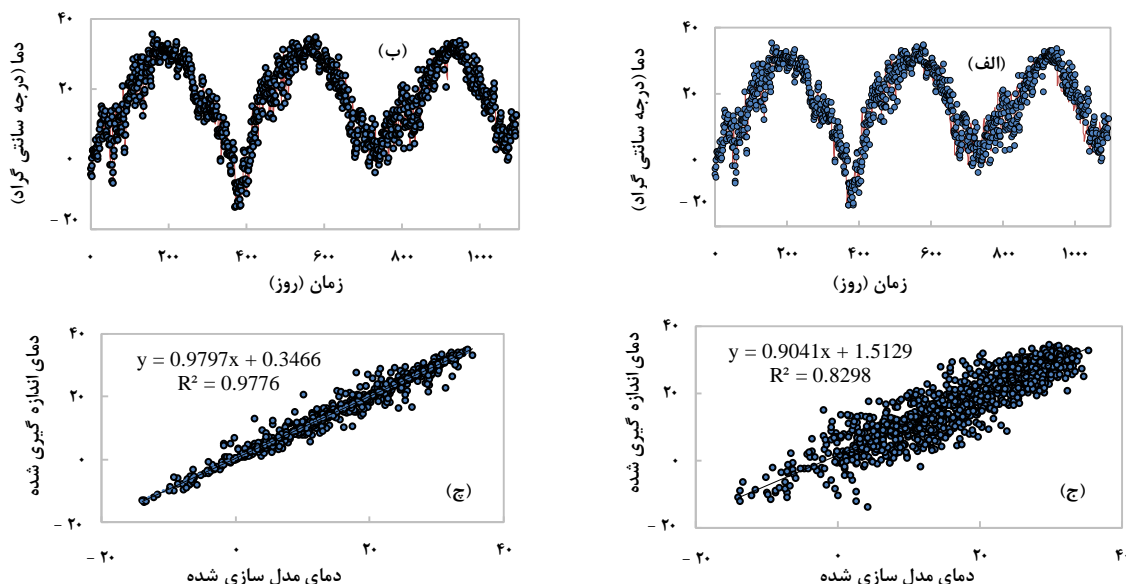 دما (درجه سانتی گراد)
۴۰
۲۰
۰
– ۲۰
(الف)
۰ ۲۰۰ ۴۰۰ ۶۰۰ ۸۰۰ ۱۰۰۰
زمان (روز)
دما (درجه سانتی گراد)
۴۰
۲۰
۰
– ۲۰
(ب)
۰ ۲۰۰ ۴۰۰ ۶۰۰ ۸۰۰ ۱۰۰۰
زمان (روز)
دمای اندازه گیری شده
۴۰
۲۰
۰
– ۲۰
y = 0.9041x + 1.5129
R² = 0.8298
(ج)
– ۲۰ ۰ ۲۰ ۴۰
دمای مدل سازی شده
دمای اندازه گیری شده
۴۰
۲۰
۰
– ۲۰
y = 0.9797x + 0.3466
R² = 0.9776
(چ)
– ۲۰ ۰ ۲۰ ۴۰
دمای مدل سازی شده